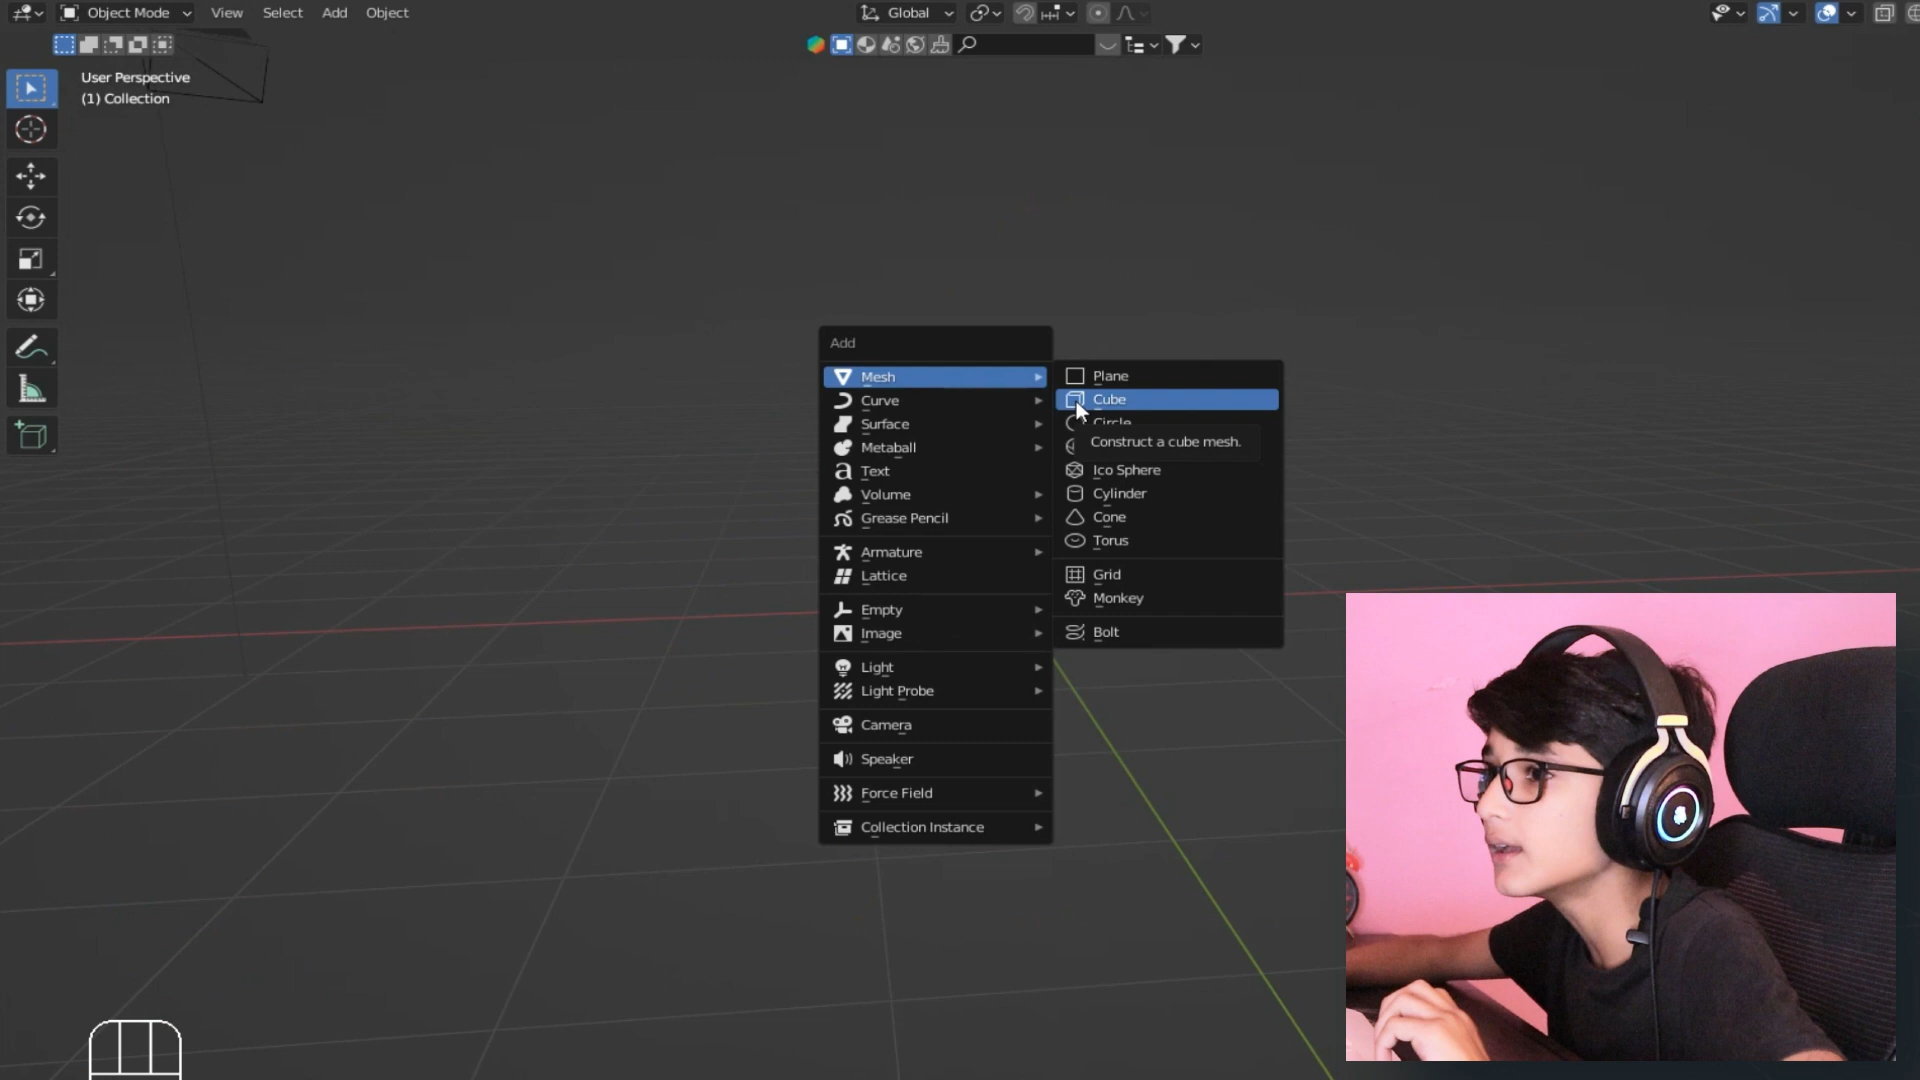 Object Mode View Select Add Object Global
User Perspective
(1) Collection
Add
Mesh
Curve
Surface
Metaball
Text
Volume
Grease Pencil
Armature
Lattice
Empty
Image
Light
Light Probe
Camera
Speaker
Force Field
Collection Instance
Plane
Cube
Circle
Construct a cube mesh.
Ico Sphere
Cylinder
Cone
Torus
Grid
Monkey
Bolt